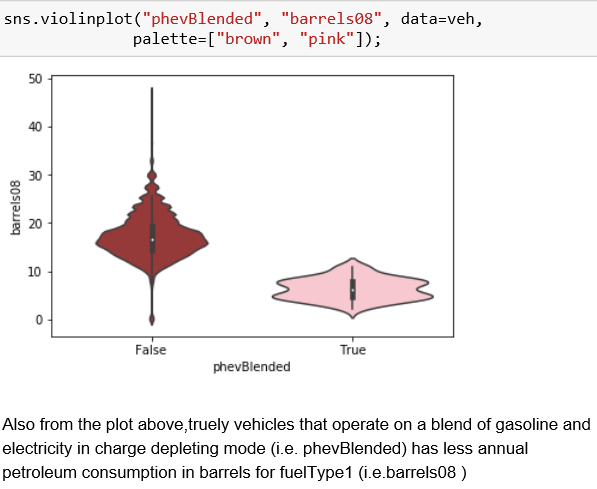 sns.violinplot("phevBlended", "barrels08", data=veh,
palette=["brown", "pink"]);
50
40
30
20
10
0
barrels08
False
True
phevBlended
Also from the plot above,truely vehicles that operate on a blend of gasoline and
electricity in charge depleting mode (i.e. phevBlended) has less annual
petroleum consumption in barrels for fuelType1 (i.e.barrels08 )